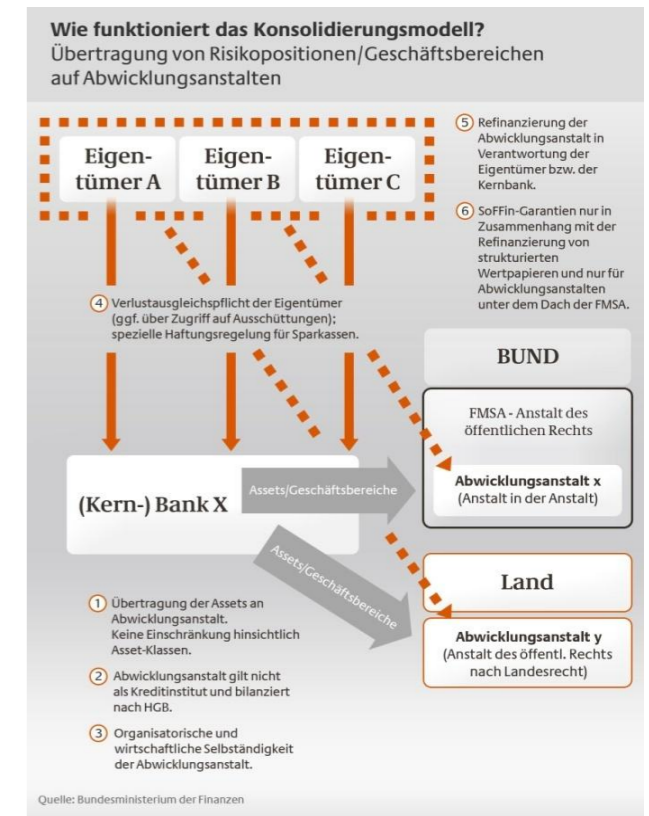 Wie funktioniert das Konsolidierungsmodell?
Übertragung von Risikopositionen/Geschäftsbereichen
auf Abwicklungsanstalten
Eigen-
tümer A
Eigen-
tümer B
Eigen-
tümer C
5 Refinanzierung der
Abwicklungsanstalt in
Verantwortung der
Eigentümer bzw. der
Kernbank.
6 SoFFin-Garantien nur in
Zusammenhang mit der
Refinanzierung von
strukturierten
Wertpapieren und nur für
Abwicklungsanstalten
unter dem Dach der FMSA.
4 Verlustausgleichspflicht der Eigentümer
(ggf. über Zugriff auf Ausschüttungen);
spezielle Haftungsregelung für Sparkassen.
BUND
FMSA - Anstalt des
öffentlichen Rechts
Abwicklungsanstalt x
(Anstalt in der Anstalt)
(Kern-) Bank X
Assets/Geschäftsbereiche
Assets/Geschäftsbereiche
Land
Abwicklungsanstalt y
(Anstalt des öffentl. Rechts
nach Landesrecht)
1 Übertragung der Assets an
Abwicklungsanstalt.
Keine Einschränkung hinsichtlich
Asset-Klassen.
2 Abwicklungsanstalt gilt nicht
als Kreditinstitut und bilanziert
nach HGB.
3 Organisatorische und
wirtschaftliche Selbständigkeit
der Abwicklungsanstalt.
Quelle: Bundesministerium der Finanzen